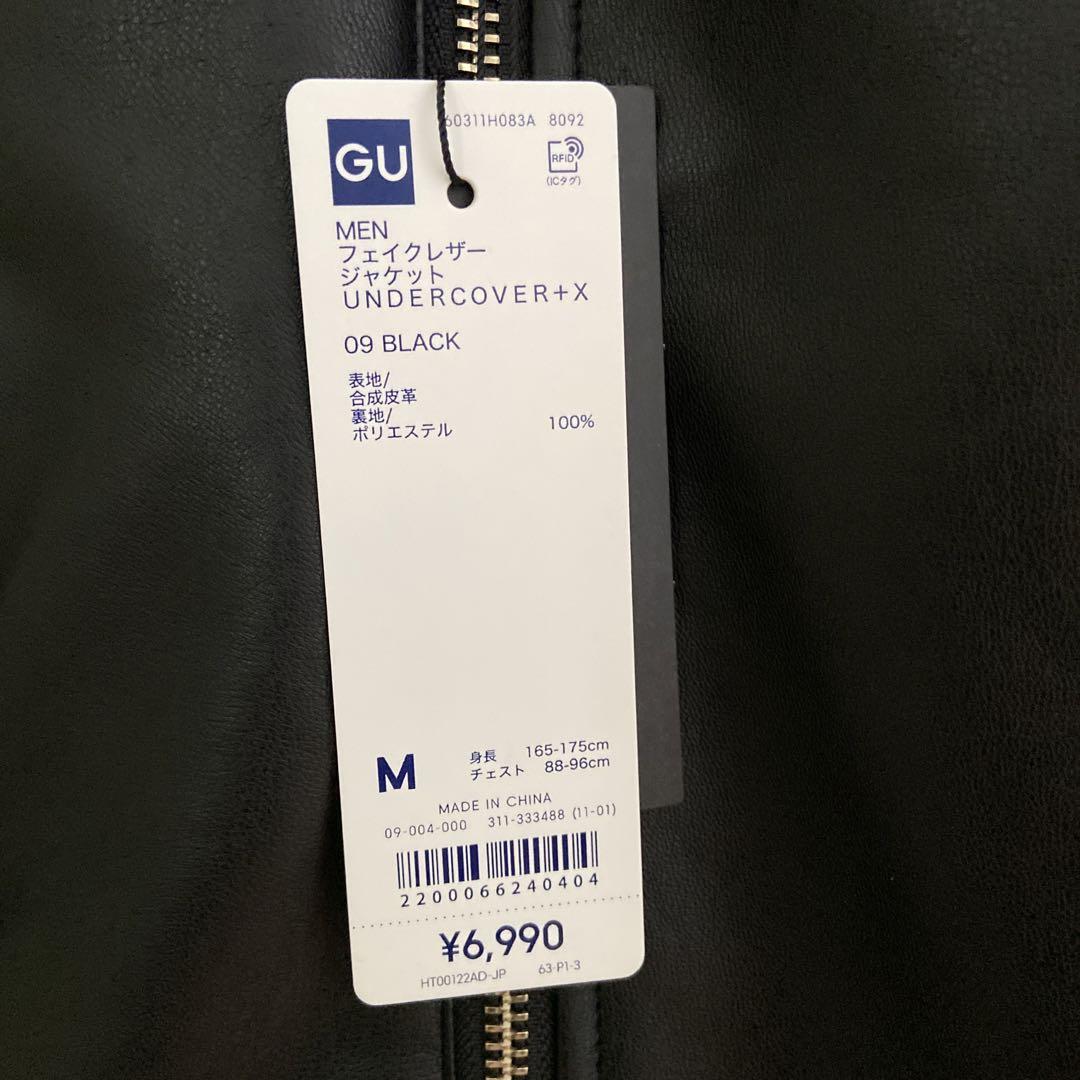 60311H083A 8092
GU
RFID
(ICタグ)
MEN
フェイクレザー
ジャケット
UNDERCOVER+X
09 BLACK
表地/
合成皮革
裏地/
ポリエステル 100%
M
身長 165-175cm
チェスト 88-96cm
MADE IN CHINA
09-004-000 311-333488 (11-01)
2200066240404
¥6,990
HT00122AD-JP 63-P1-3